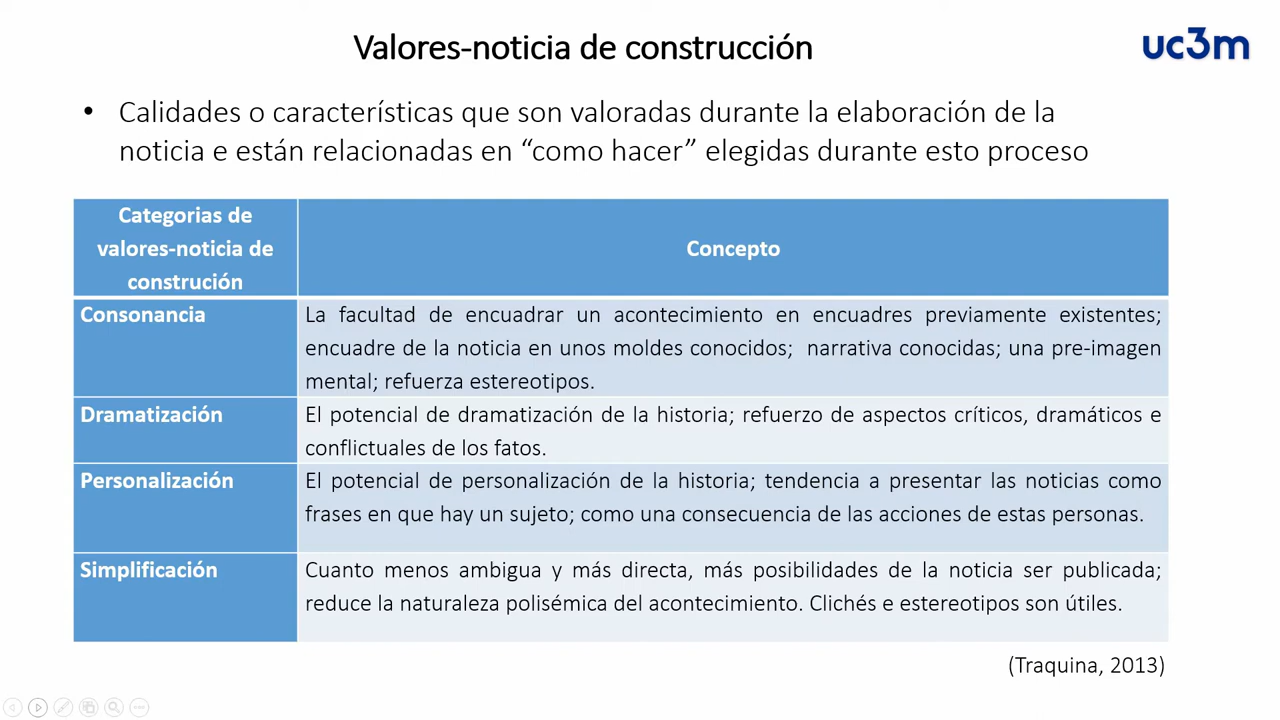 Valores-noticia de construcción
uc3m
• Calidades o características que son valoradas durante la elaboración de la
noticia e están relacionadas en “como hacer” elegidas durante esto proceso
Categorias de
valores-noticia de
construción
Concepto
Consonancia
La facultad de encuadrar un acontecimiento en encuadres previamente existentes;
encuadre de la noticia en unos moldes conocidos; narrativa conocidas; una pre-imagen
mental; refuerza estereotipos.
Dramatización
El potencial de dramatización de la historia; refuerzo de aspectos críticos, dramáticos e
conflictuales de los fatos.
Personalización
El potencial de personalización de la historia; tendencia a presentar las noticias como
frases en que hay un sujeto; como una consecuencia de las acciones de estas personas.
Simplificación
Cuanto menos ambigua y más directa, más posibilidades de la noticia ser publicada;
reduce la naturaleza polisémica del acontecimiento. Clichés e estereotipos son útiles.
(Traquina, 2013)